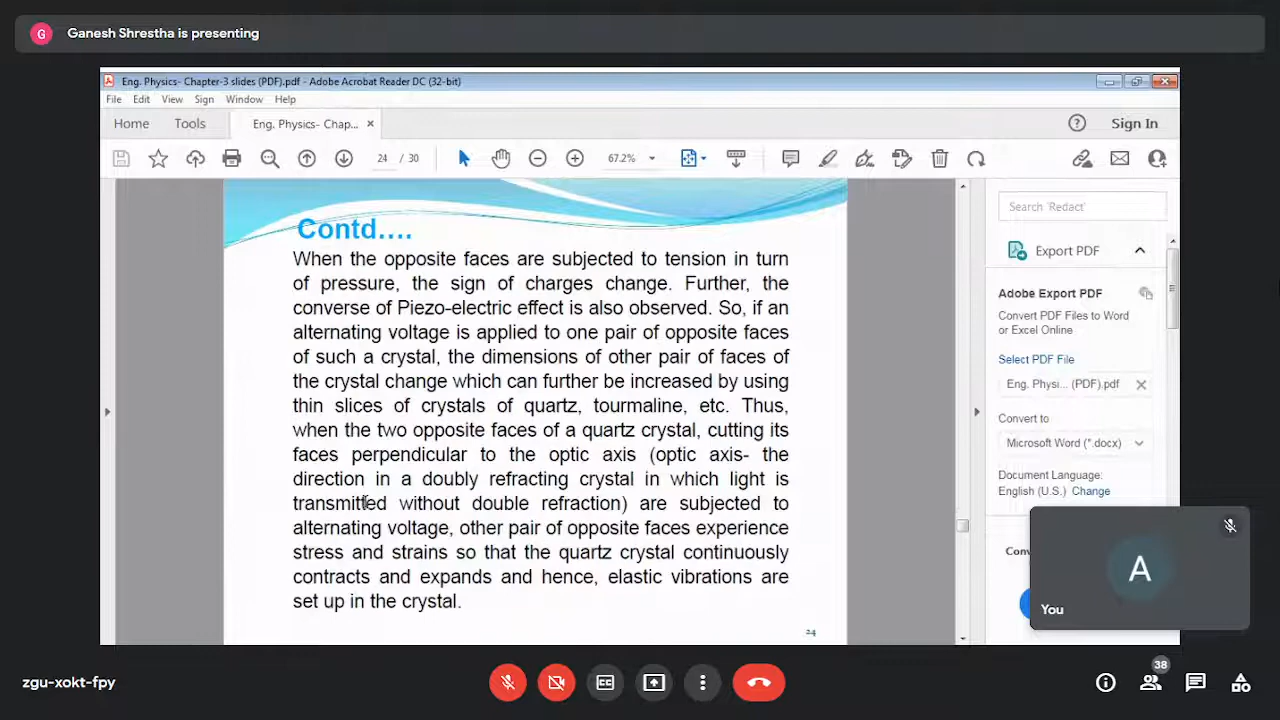 G Ganesh Shrestha is presenting
Eng. Physics- Chapter-3 slides (PDF).pdf - Adobe Acrobat Reader DC (32-bit)
File Edit View Sign Window Help
Home Tools Eng. Physics- Chap... × Sign In
24 / 30 67.2%
Contd....
When the opposite faces are subjected to tension in turn
of pressure, the sign of charges change. Further, the
converse of Piezo-electric effect is also observed. So, if an
alternating voltage is applied to one pair of opposite faces
of such a crystal, the dimensions of other pair of faces of
the crystal change which can further be increased by using
thin slices of crystals of quartz, tourmaline, etc. Thus,
when the two opposite faces of a quartz crystal, cutting its
faces perpendicular to the optic axis (optic axis- the
direction in a doubly refracting crystal in which light is
transmitted without double refraction) are subjected to
alternating voltage, other pair of opposite faces experience
stress and strains so that the quartz crystal continuously
contracts and expands and hence, elastic vibrations are
set up in the crystal.
24
Search 'Redact'
Export PDF
Adobe Export PDF
Convert PDF Files to Word
or Excel Online
Select PDF File
Eng. Physi... (PDF).pdf
Convert to
Microsoft Word (*.docx)
Document Language:
English (U.S.) Change
A
You
zgu-xokt-fpy
CC
38